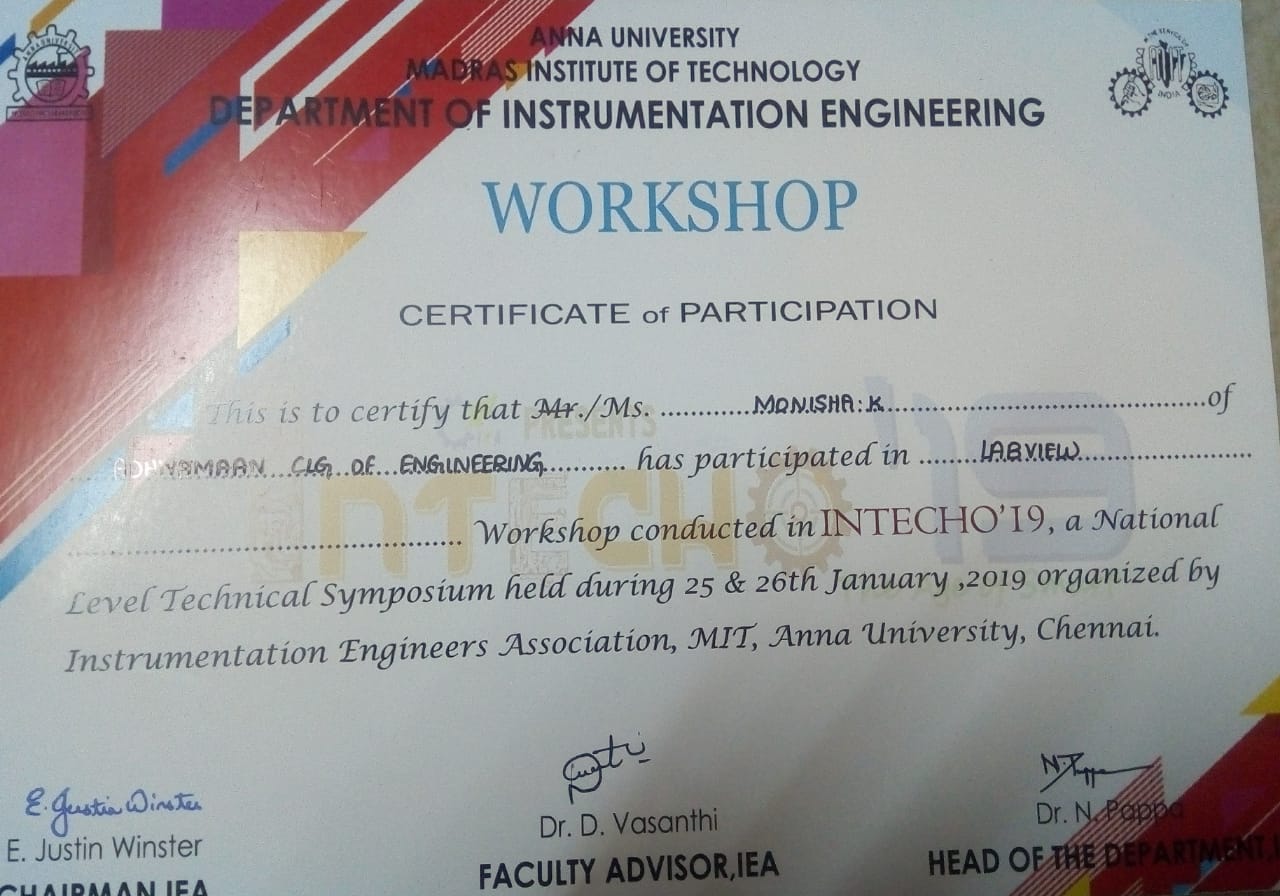 ANNA UNIVERSITY
MADRAS INSTITUTE OF TECHNOLOGY
DEPARTMENT OF INSTRUMENTATION ENGINEERING
WORKSHOP
CERTIFICATE of PARTICIPATION
This is to certify that Mr./Ms. ............MONISHA.K..........................................of
ADHIYAMAAN CLG. OF ENGINEERING............ has participated in .......LABVIEW......................
............................................ Workshop conducted in INTECHO'19, a National
Level Technical Symposium held during 25 & 26th January ,2019 organized by
Instrumentation Engineers Association, MIT, Anna University, Chennai.
PRESENTS
INTECHO 19
E. Justin Winster
E. Justin Winster
CHAIRMAN,IEA
Dr. D. Vasanthi
FACULTY ADVISOR,IEA
N. Pappa
Dr. N. Pappa
HEAD OF THE DEPARTMENT,